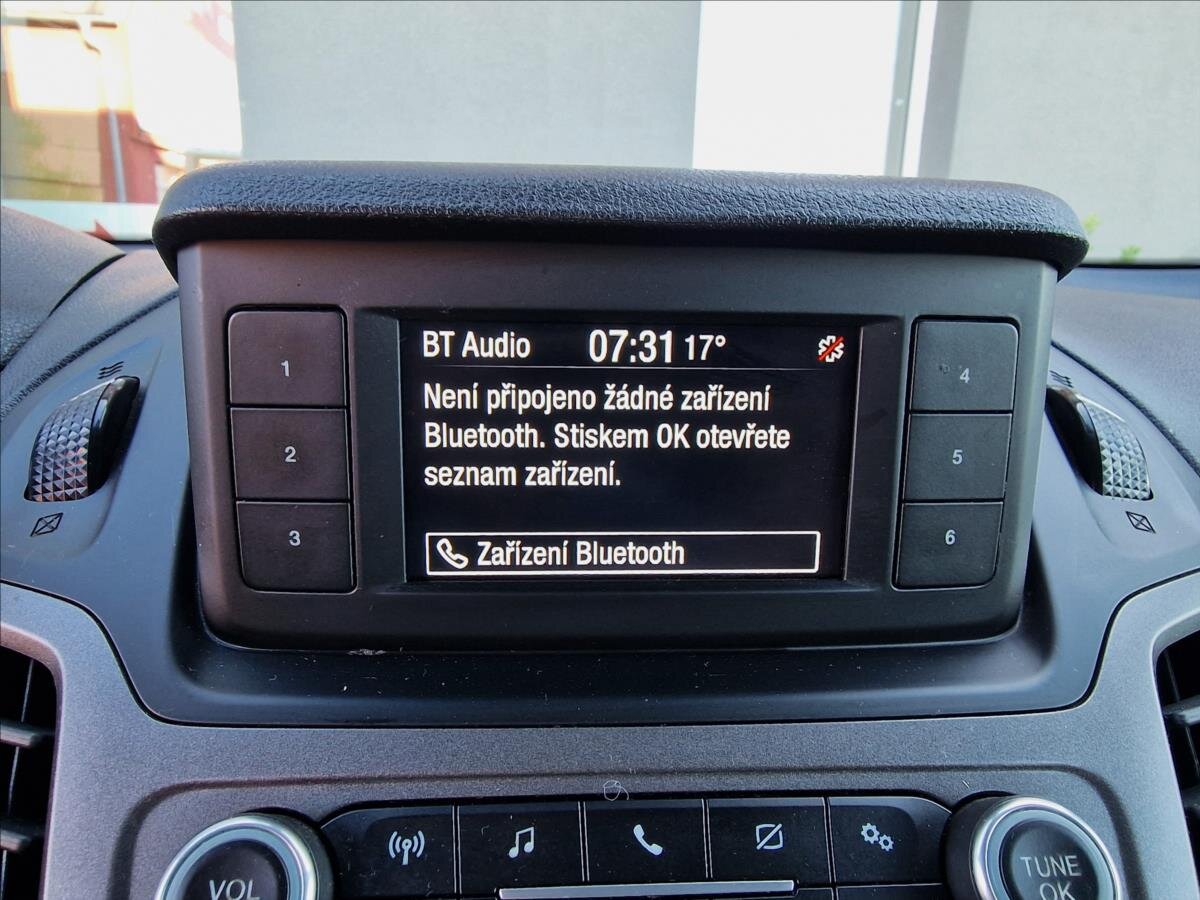 BT Audio 07:31 17°
Není připojeno žádné zařízení
Bluetooth. Stiskem OK otevřete
seznam zařízení.
Zařízení Bluetooth
1
2
3
4
5
6
VOL
TUNE
OK